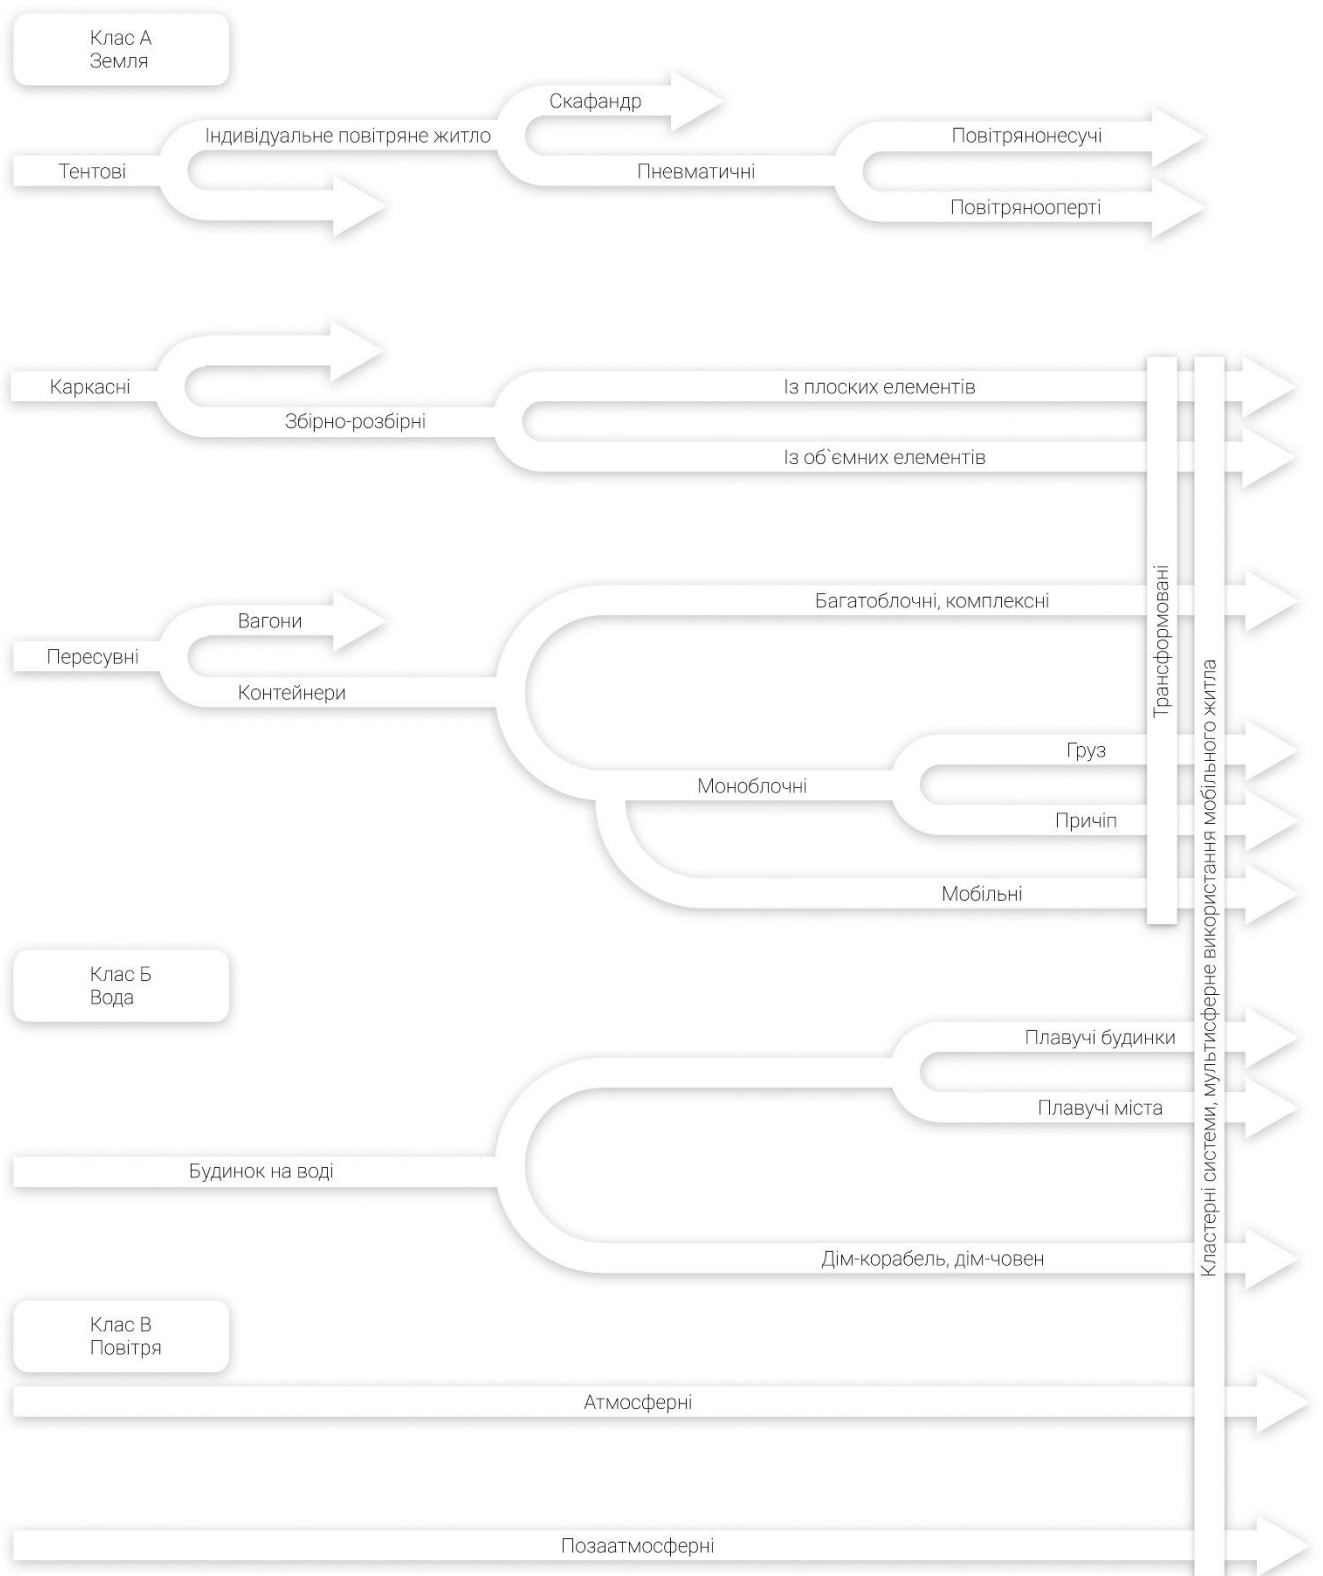 Клас А
Земля
Скафандр
Індивідуальне повітряне житло
Повітрянонесучі
Тентові
Пневматичні
Повітрянооперті
Каркасні
Із плоских елементів
Збірно-розбірні
Із об`ємних елементів
Трансформовані
Багатоблочні, комплексні
Вагони
Пересувні
Контейнери
Кластерні системи, мультисферне використання мобільного житла
Груз
Моноблочні
Причіп
Мобільні
Клас Б
Вода
Плавучі будинки
Плавучі міста
Будинок на воді
Дім-корабель, дім-човен
Клас В
Повітря
Атмосферні
Позаатмосферні